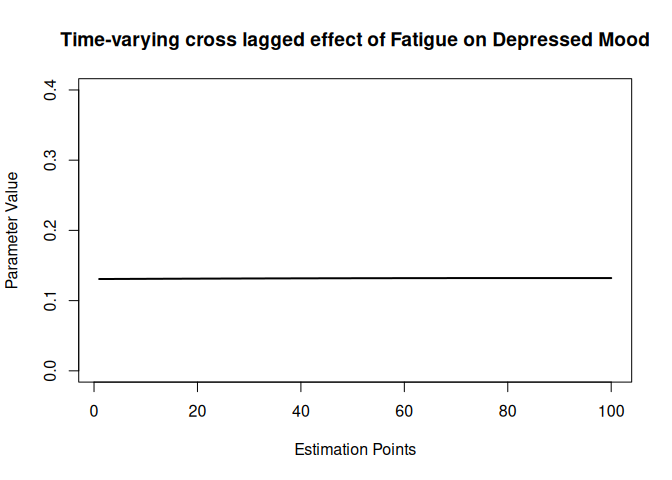 Time-varying cross lagged effect of Fatigue on Depressed Mood
Parameter Value
0.4
0.3
0.2
0.1
0.0
0 20 40 60 80 100
Estimation Points